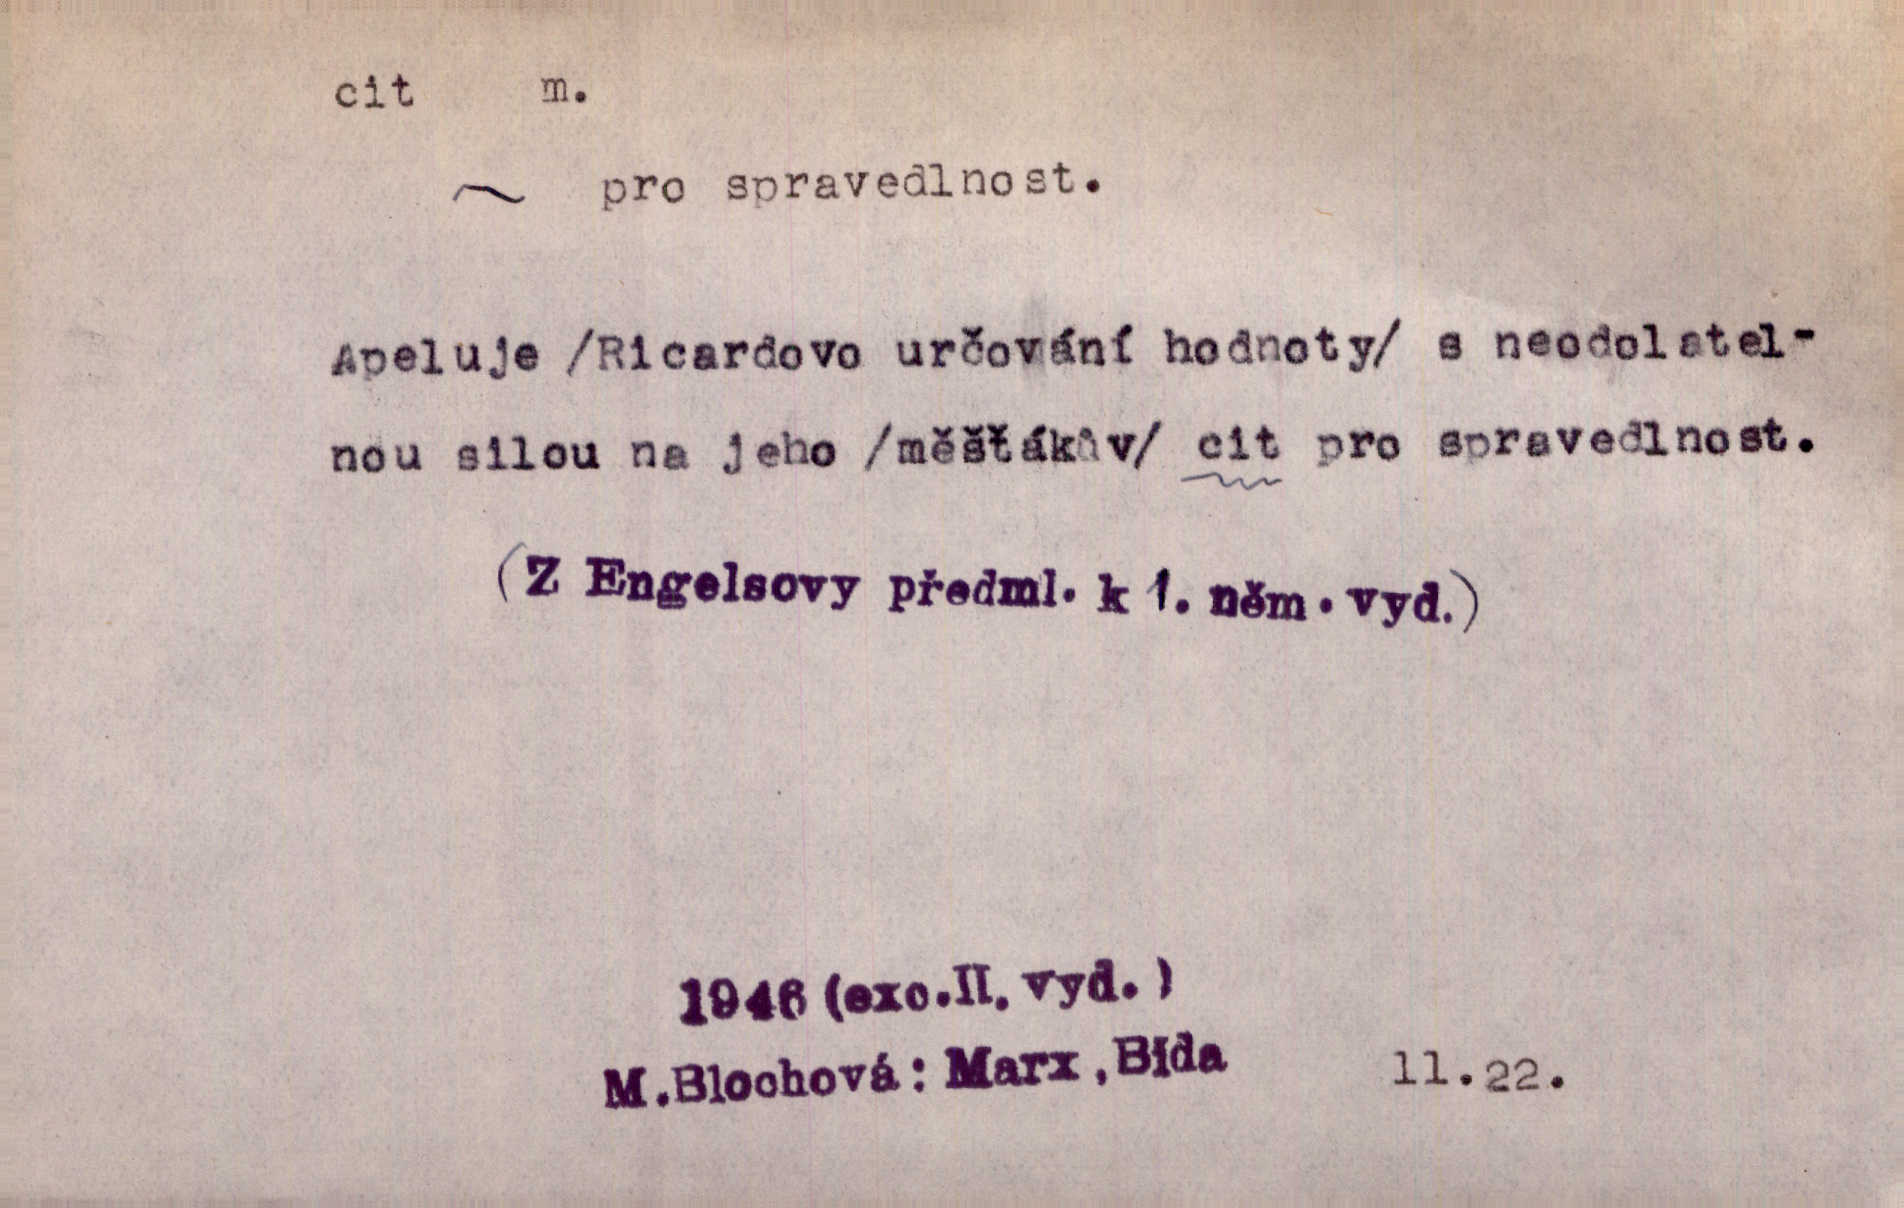 cit m.
~ pro spravedlnost.
Apeluje /Ricardovo určování hodnoty/ s neodolatel-
nou silou na jeho /měšťákův/ cit pro spravedlnost.
(Z Engelsovy předml. k 1. něm. vyd.)
1946 (exc. II. vyd.)
M. Blochová: Marx, Bída 11.22.